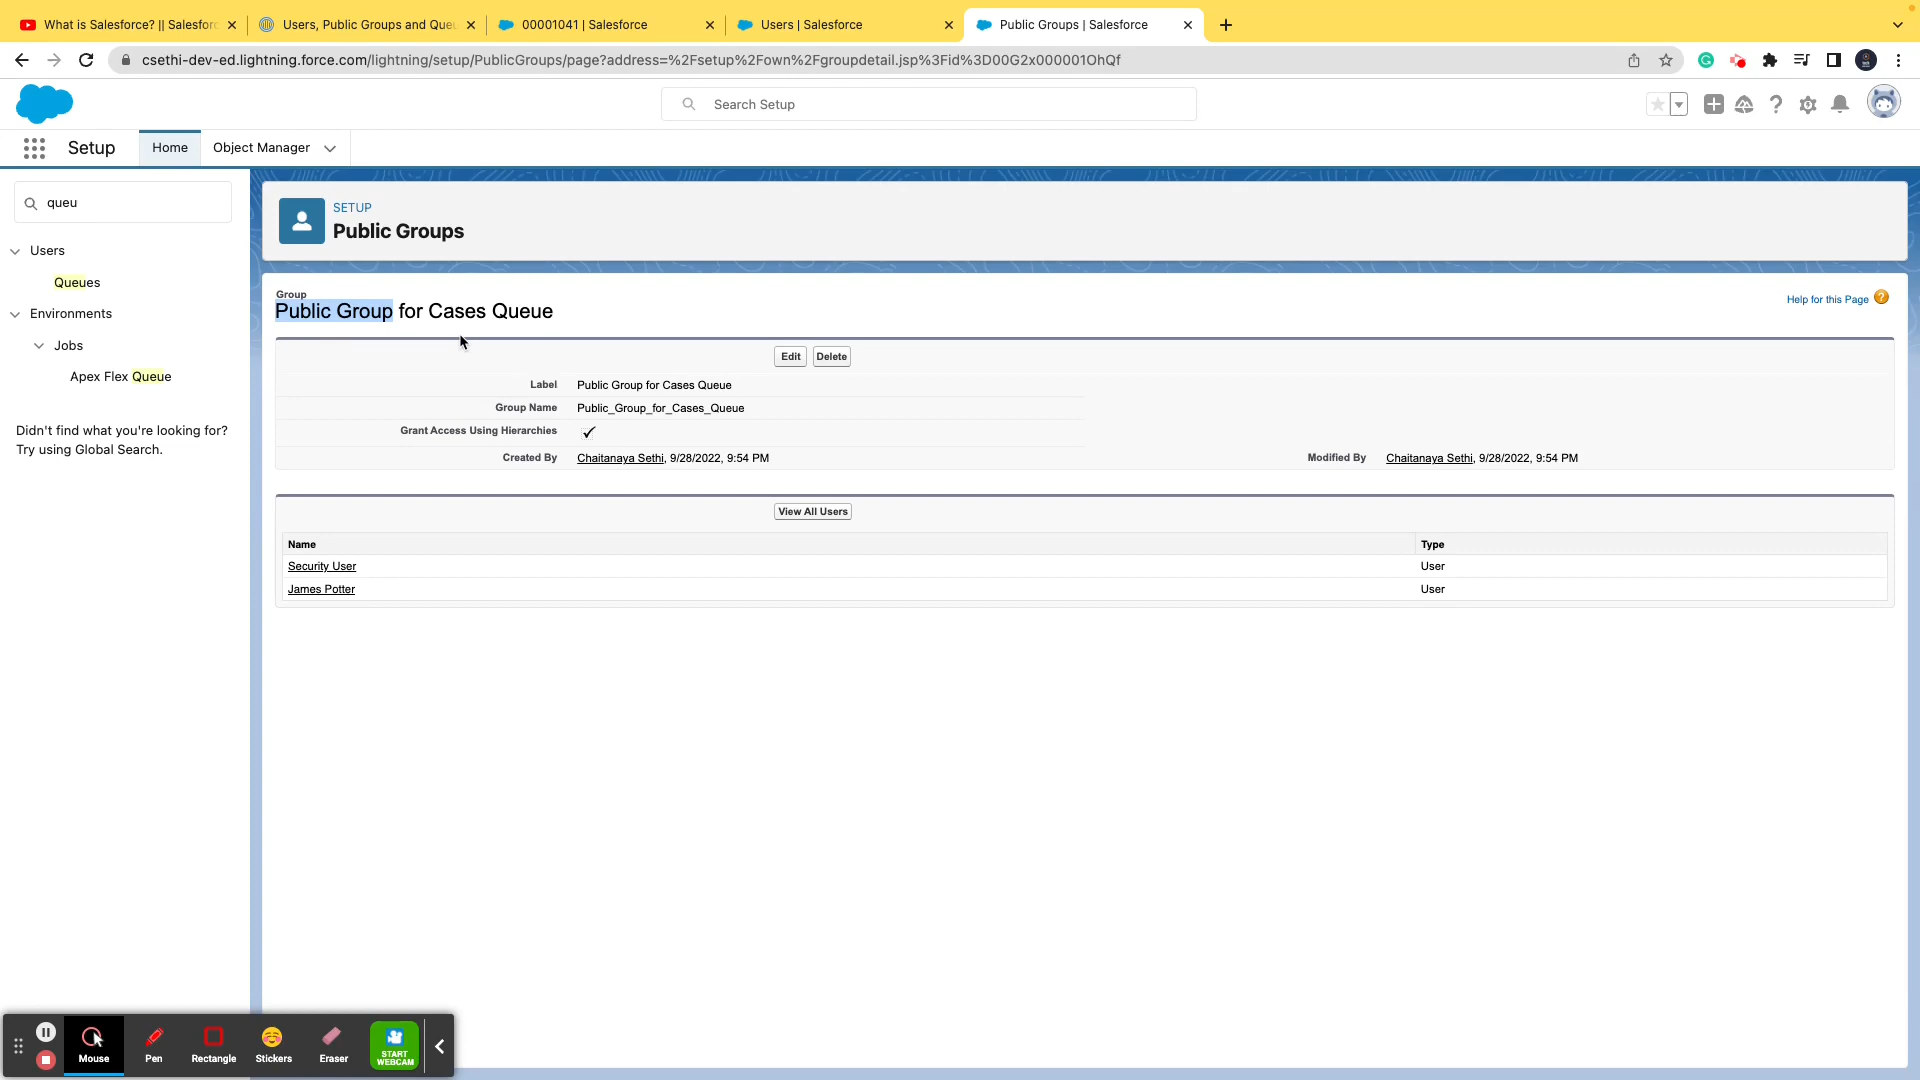 What is Salesforce? || Salesforc
Users, Public Groups and Queu
00001041 | Salesforce
Users | Salesforce
Public Groups | Salesforce
csethi-dev-ed.lightning.force.com/lightning/setup/PublicGroups/page?address=%2Fsetup%2Fown%2Fgroupdetail.jsp%3Fid%3D00G2x000001OhQf
Search Setup
Setup
Home
Object Manager
queu
Users
Queues
Environments
Jobs
Apex Flex Queue
Didn't find what you're looking for?
Try using Global Search.
SETUP
Public Groups
Group
Public Group for Cases Queue
Help for this Page
Edit Delete
Label Public Group for Cases Queue
Group Name Public_Group_for_Cases_Queue
Grant Access Using Hierarchies
Created By Chaitanaya Sethi, 9/28/2022, 9:54 PM Modified By Chaitanaya Sethi, 9/28/2022, 9:54 PM
View All Users
Name Type
Security User User
James Potter User
Mouse Pen Rectangle Stickers Eraser
START
WEBCAM